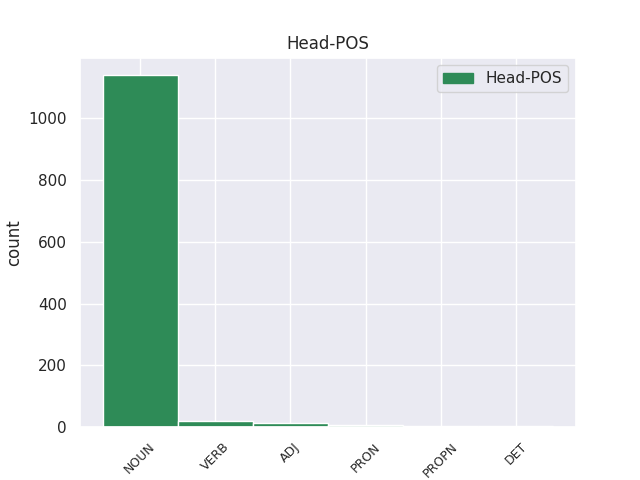 Head-POS
Head-POS
1000
800
600
400
200
0
count
NOUN
VERB
ADJ
PRON
PROPN
DET